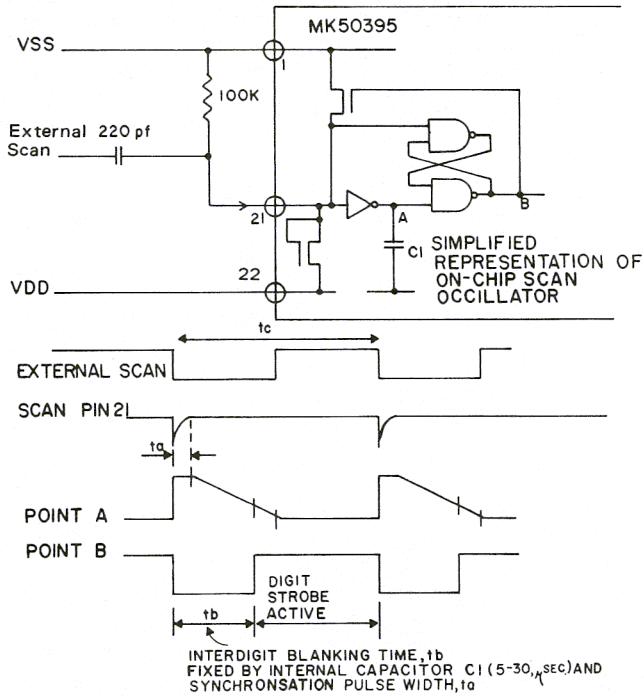 MK50395
VSS
1
100K
External 220 pf
Scan
21
A
B
C1
SIMPLIFIED
REPRESENTATION OF
ON-CHIP SCAN
OCCILLATOR
22
VDD
tc
EXTERNAL SCAN
SCAN PIN 21
ta
POINT A
POINT B
DIGIT
STROBE
ACTIVE
tb
INTERDIGIT BLANKING TIME,tb
FIXED BY INTERNAL CAPACITOR C1 (5-30,µSEC.) AND
SYNCHRONSATION PULSE WIDTH,ta